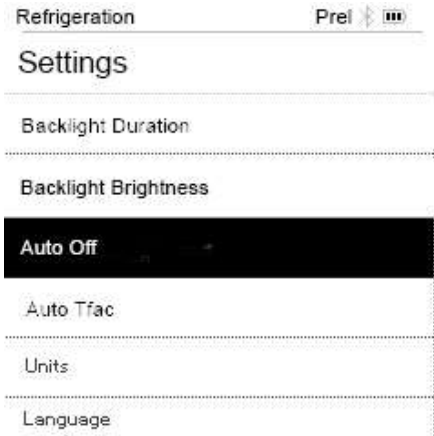 Refrigeration Prel
Settings
Backlight Duration
Backlight Brightness
Auto Off
Auto Tfac
Units
Language